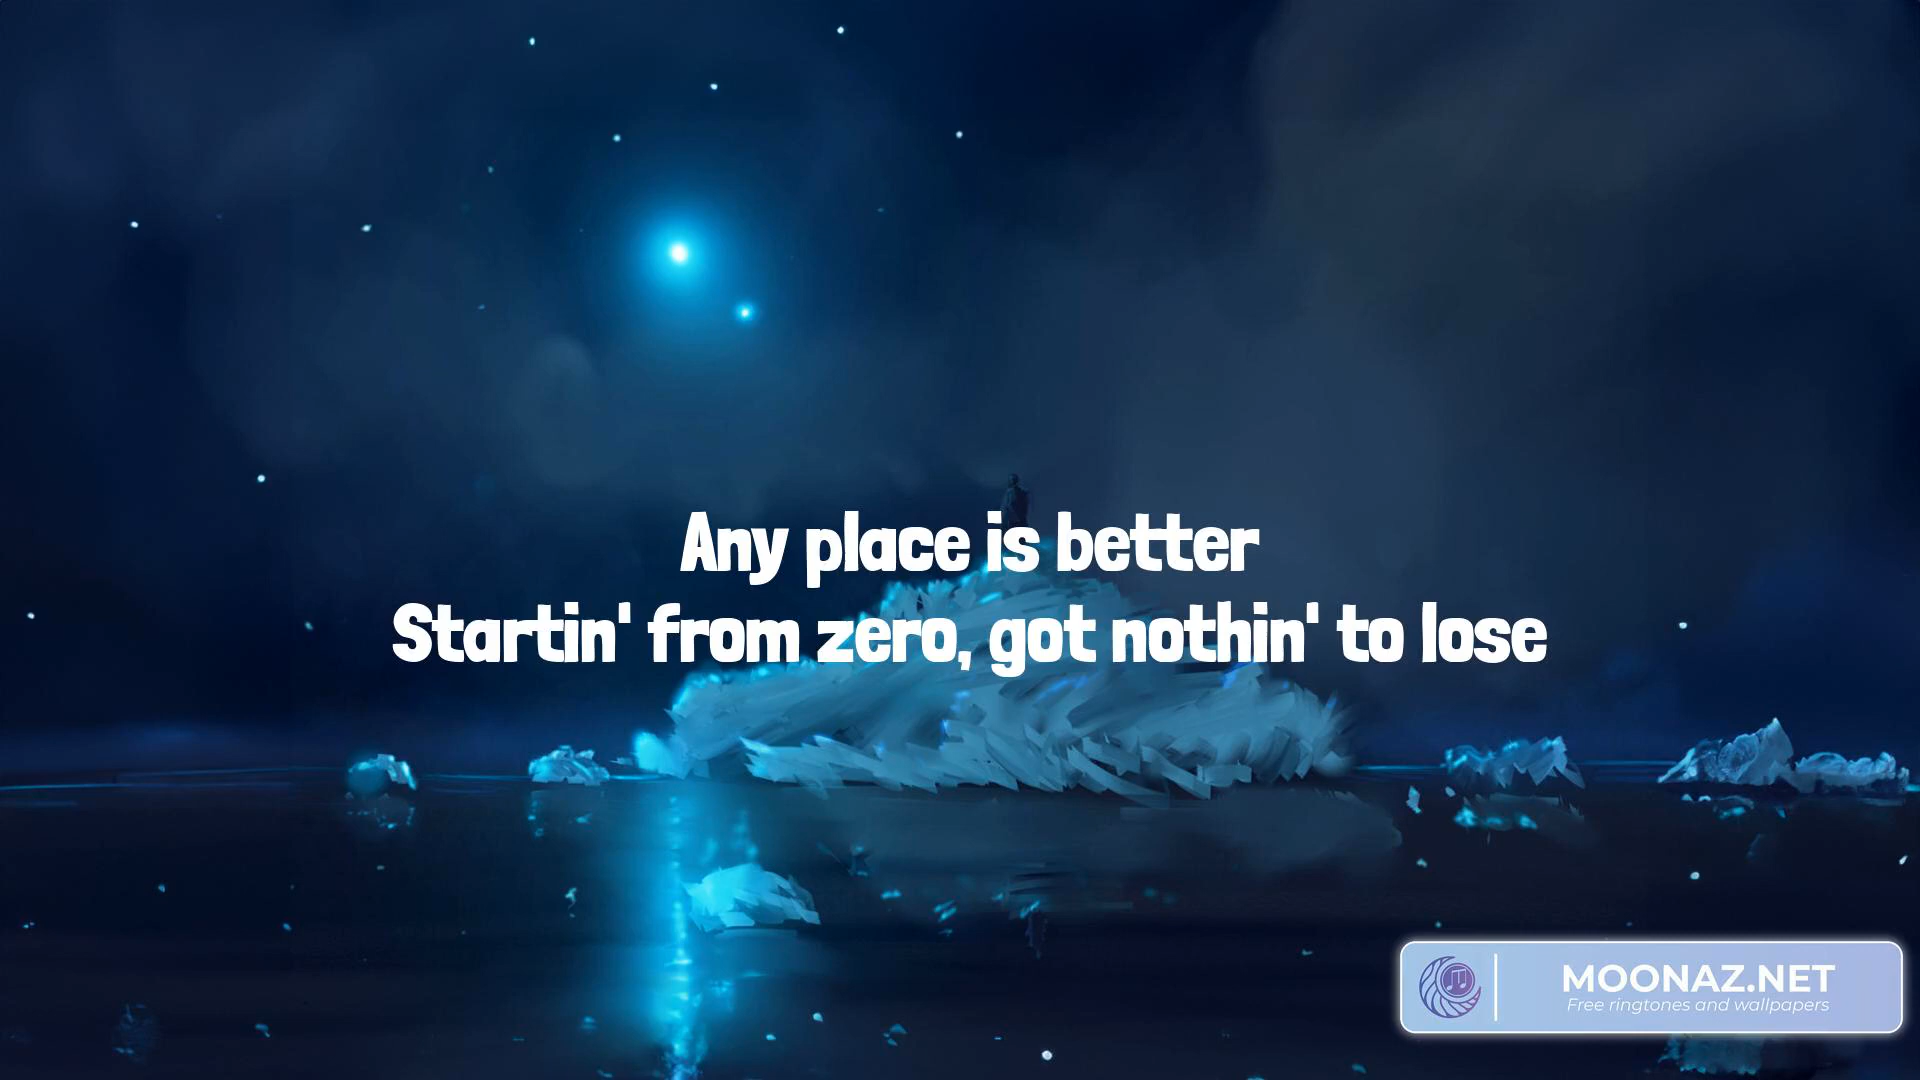 Any place is better
Startin' from zero, got nothin' to lose
MOONAZ.NET
Free ringtones and wallpapers